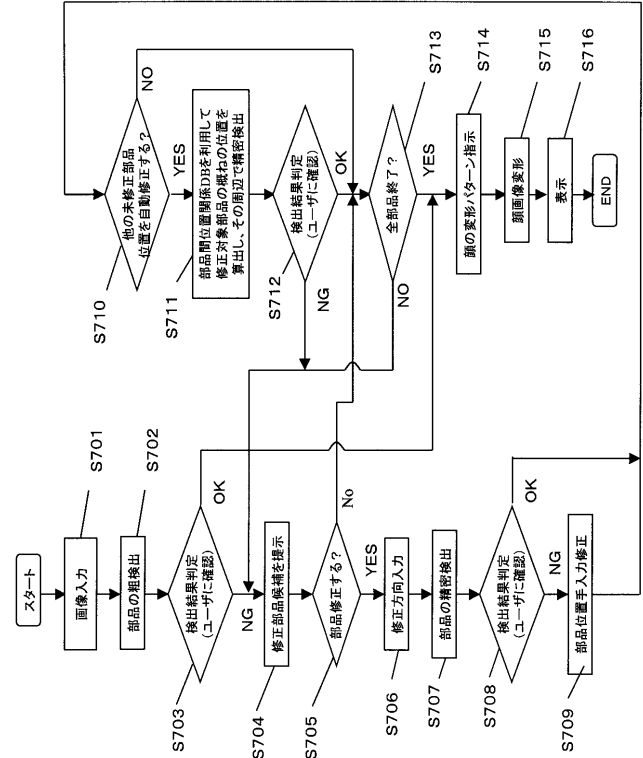 スタート
S701
画像入力
S702
部品の粗検出
S703
検出結果判定
(ユーザに確認)
OK
NG
S704
修正部品候補を提示
S705
部品修正する?
No
YES
S706
修正方向入力
S707
部品の精密検出
S708
検出結果判定
(ユーザに確認)
OK
NG
S709
部品位置手入力修正
S710
他の未修正部品
位置を自動修正する?
NO
YES
S711
部品間位置関係DBを利用して
修正対象部品の概ねの位置を
算出し、その周辺で精密検出
S712
検出結果判定
(ユーザに確認)
OK
NG
S713
全部品終了?
NO
YES
S714
顔の変形パターン指示
S715
顔画像変形
S716
表示
END